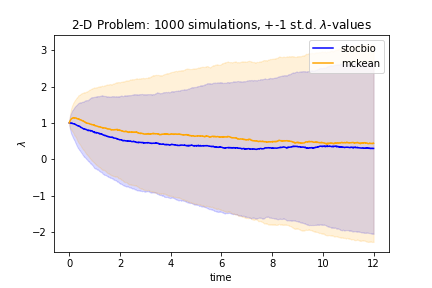 2-D Problem: 1000 simulations, +-1 st.d. λ-values
stocbio
mckean
3
2
1
0
−1
−2
λ
0 2 4 6 8 10 12
time